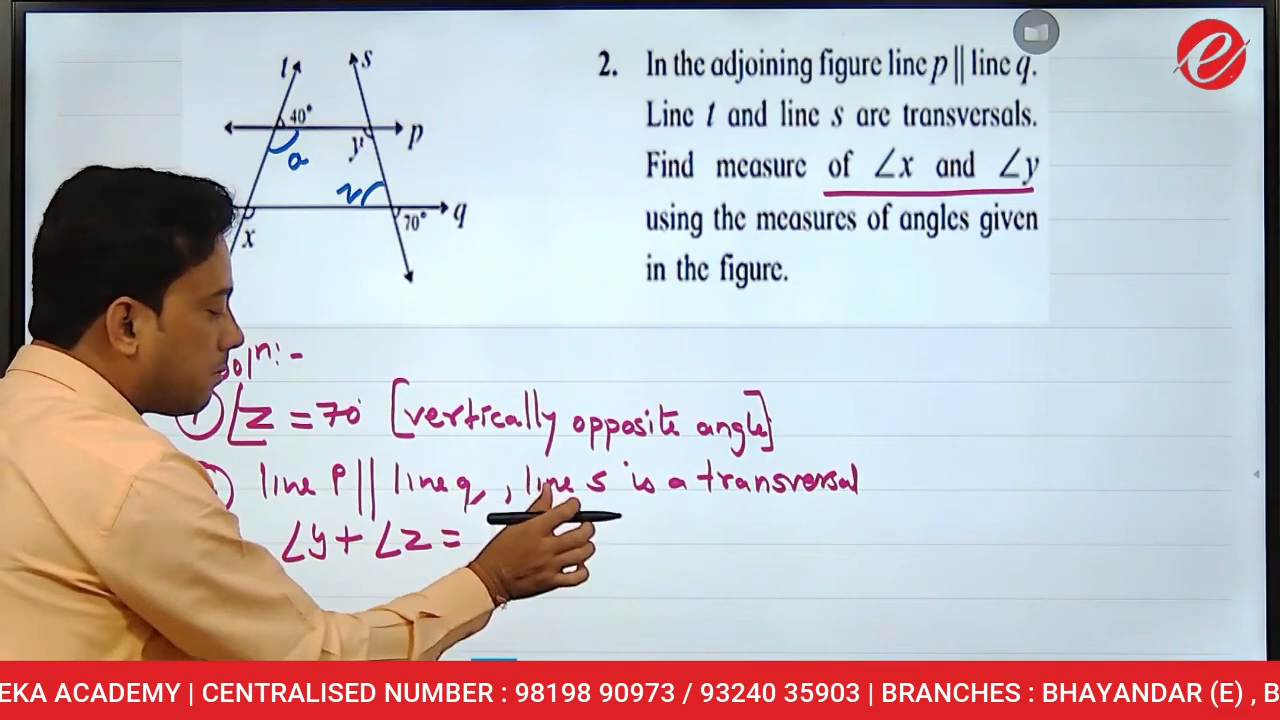 t
s
40°
p
y
a
z
q
70°
x
2. In the adjoining figure line p || line q.
Line t and line s are transversals.
Find measure of ∠x and ∠y
using the measures of angles given
in the figure.
Soln:-
① ∠z = 70° [vertically opposite angle]
line P || line q, , line s is a transversal
∠y + ∠z =
EKA ACADEMY | CENTRALISED NUMBER : 98198 90973 / 93240 35903 | BRANCHES : BHAYANDAR (E) , B